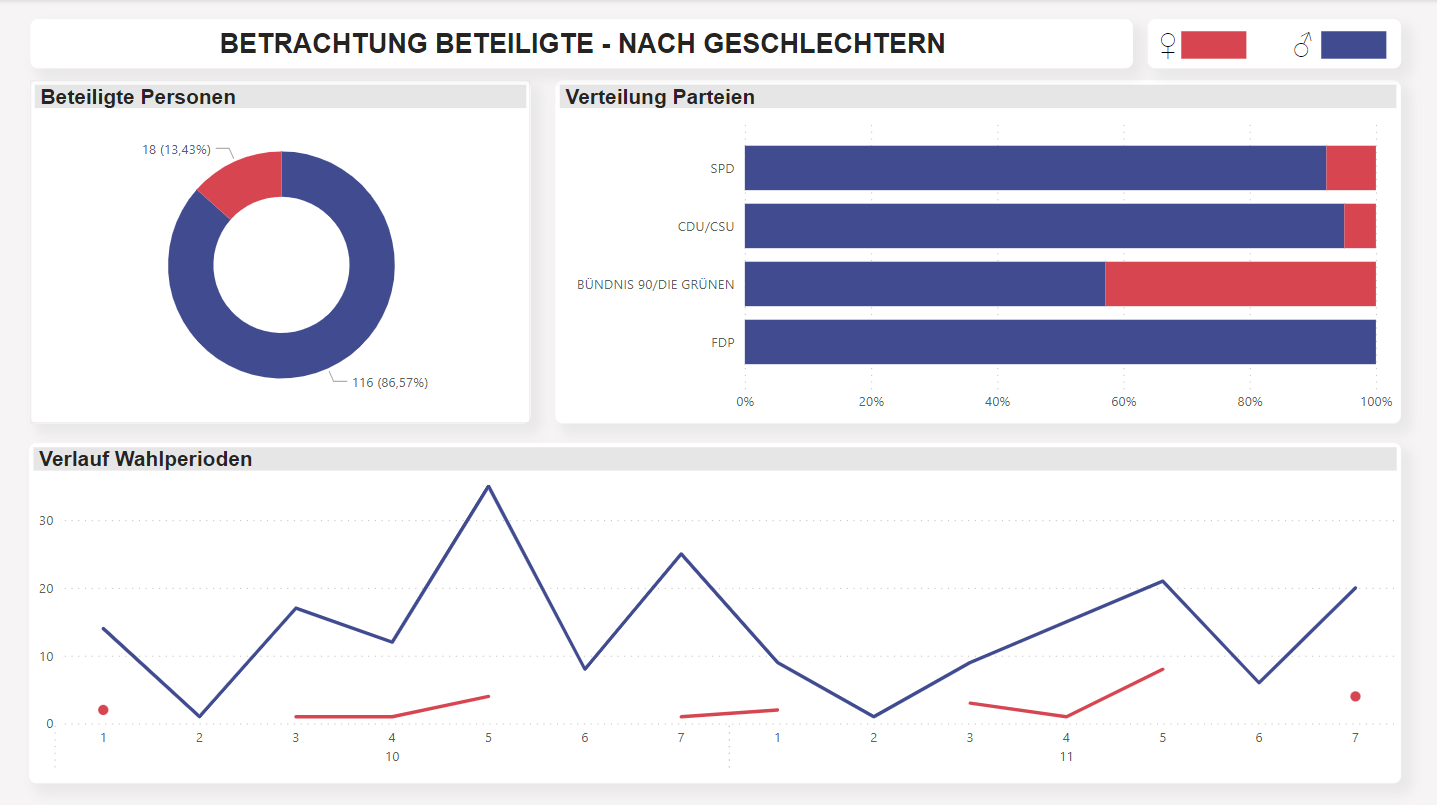 BETRACHTUNG BETEILIGTE - NACH GESCHLECHTERN
♀ ♂
Beteiligte Personen
18 (13,43%)
116 (86,57%)
Verteilung Parteien
SPD
CDU/CSU
BÜNDNIS 90/DIE GRÜNEN
FDP
0% 20% 40% 60% 80% 100%
Verlauf Wahlperioden
30
20
10
0
1 2 3 4 5 6 7 1 2 3 4 5 6 7
10 11